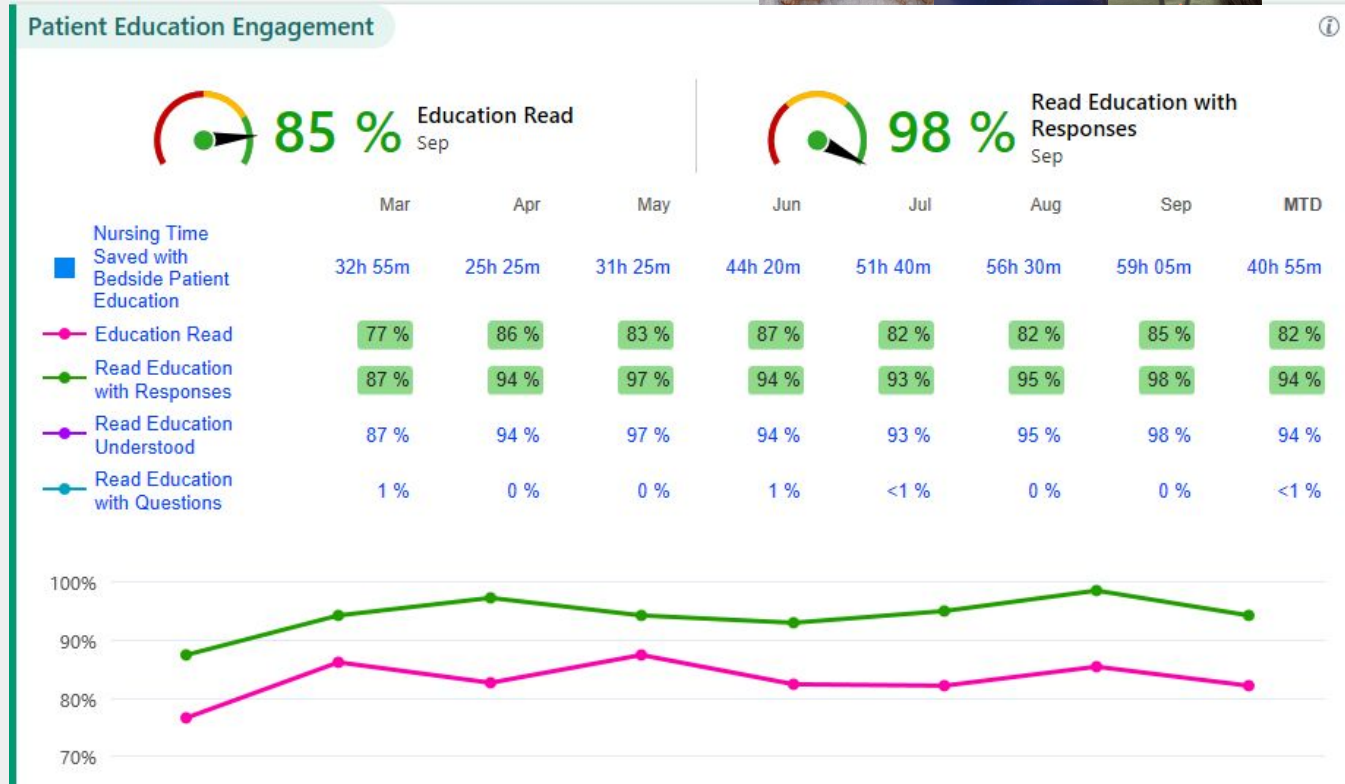 Patient Education Engagement
85 % Education Read
Sep
98 % Read Education with
Responses
Sep
Mar Apr May Jun Jul Aug Sep MTD
Nursing Time
Saved with
Bedside Patient
Education
32h 55m 25h 25m 31h 25m 44h 20m 51h 40m 56h 30m 59h 05m 40h 55m
Education Read 77 % 86 % 83 % 87 % 82 % 82 % 85 % 82 %
Read Education
with Responses
87 % 94 % 97 % 94 % 93 % 95 % 98 % 94 %
Read Education
Understood
87 % 94 % 97 % 94 % 93 % 95 % 98 % 94 %
Read Education
with Questions
1 % 0 % 0 % 1 % <1 % 0 % 0 % <1 %
100%
90%
80%
70%